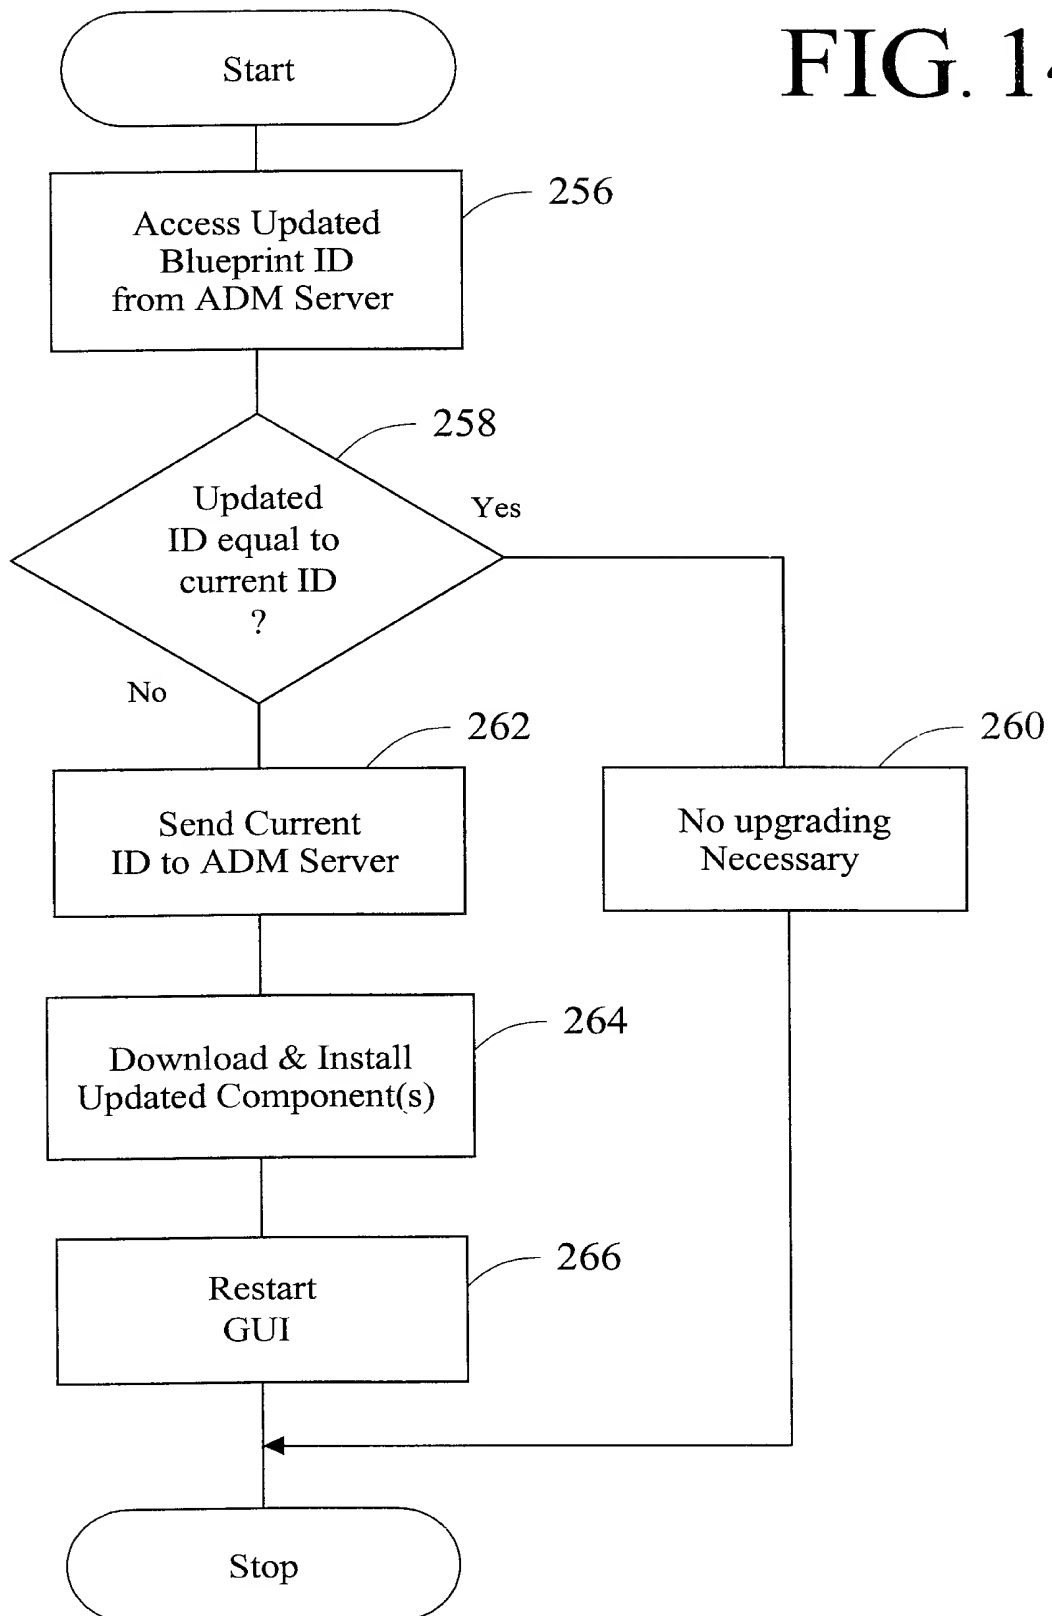 FIG. 14
Start
256
Access Updated
Blueprint ID
from ADM Server
258
Updated
ID equal to
current ID
?
Yes
No
262
Send Current
ID to ADM Server
260
No upgrading
Necessary
264
Download & Install
Updated Component(s)
266
Restart
GUI
Stop